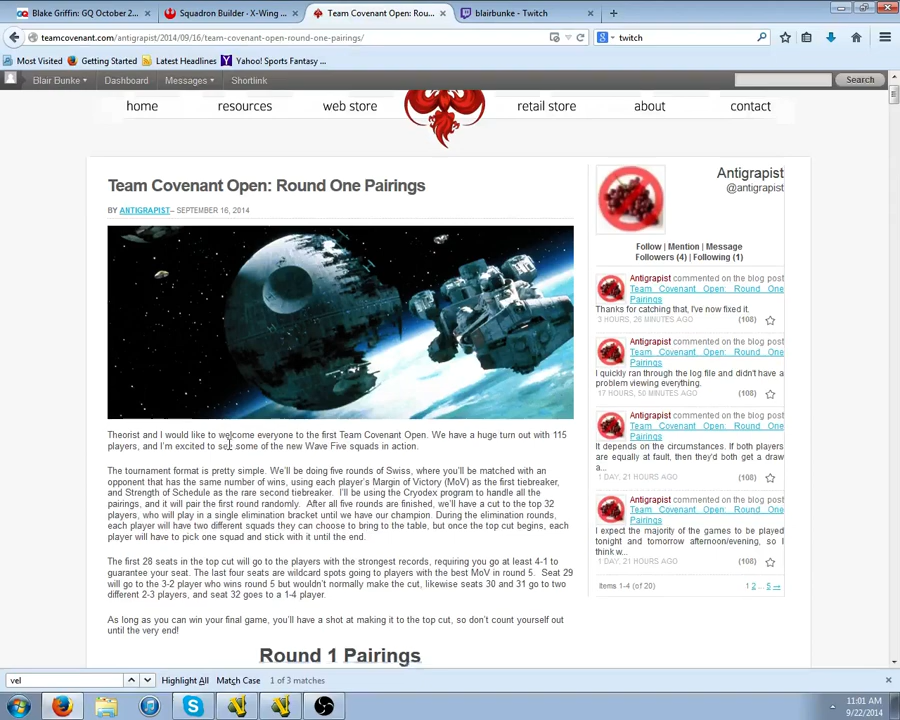 Blake Griffin: GQ October 2...
Squadron Builder · X-Wing ...
Team Covenant Open: Rou...
blairbunke - Twitch
teamcovenant.com/antigrapist/2014/09/16/team-covenant-open-round-one-pairings/
twitch
Most Visited
Getting Started
Latest Headlines
Yahoo! Sports Fantasy ...
Blair Bunke
Dashboard
Messages
Shortlink
Search
home
resources
web store
retail store
about
contact
Team Covenant Open: Round One Pairings
BY ANTIGRAPIST– SEPTEMBER 16, 2014
Theorist and I would like to welcome everyone to the first Team Covenant Open. We have a huge turn out with 115
players, and I'm excited to see some of the new Wave Five squads in action.
The tournament format is pretty simple. We'll be doing five rounds of Swiss, where you'll be matched with an
opponent that has the same number of wins, using each player's Margin of Victory (MoV) as the first tiebreaker,
and Strength of Schedule as the rare second tiebreaker. I'll be using the Cryodex program to handle all the
pairings, and it will pair the first round randomly. After all five rounds are finished, we'll have a cut to the top 32
players, who will play in a single elimination bracket until we have our champion. During the elimination rounds,
each player will have two different squads they can choose to bring to the table, but once the top cut begins, each
player will have to pick one squad and stick with it until the end.
The first 28 seats in the top cut will go to the players with the strongest records, requiring you go at least 4-1 to
guarantee your seat. The last four seats are wildcard spots going to players with the best MoV in round 5. Seat 29
will go to the 3-2 player who wins round 5 but wouldn't normally make the cut, likewise seats 30 and 31 go to two
different 2-3 players, and seat 32 goes to a 1-4 player.
As long as you can win your final game, you'll have a shot at making it to the top cut, so don't count yourself out
until the very end!
Round 1 Pairings
Antigrapist
@antigrapist
Follow | Mention | Message
Followers (4) | Following (1)
Antigrapist commented on the blog post
Team Covenant Open: Round One
Pairings
Thanks for catching that, I've now fixed it.
3 HOURS, 26 MINUTES AGO
(108)
Antigrapist commented on the blog post
Team Covenant Open: Round One
Pairings
I quickly ran through the log file and didn't have a
problem viewing everything.
17 HOURS, 50 MINUTES AGO
(108)
Antigrapist commented on the blog post
Team Covenant Open: Round One
Pairings
It depends on the circumstances. If both players
are equally at fault, then they'd both get a draw
a...
1 DAY, 21 HOURS AGO
(108)
Antigrapist commented on the blog post
Team Covenant Open: Round One
Pairings
I expect the majority of the games to be played
tonight and tomorrow afternoon/evening, so I
think w...
1 DAY, 21 HOURS AGO
(108)
Items 1-4 (of 20)
1 2 ... 5 →
vel
Highlight All
Match Case
1 of 3 matches
11:01 AM
9/22/2014